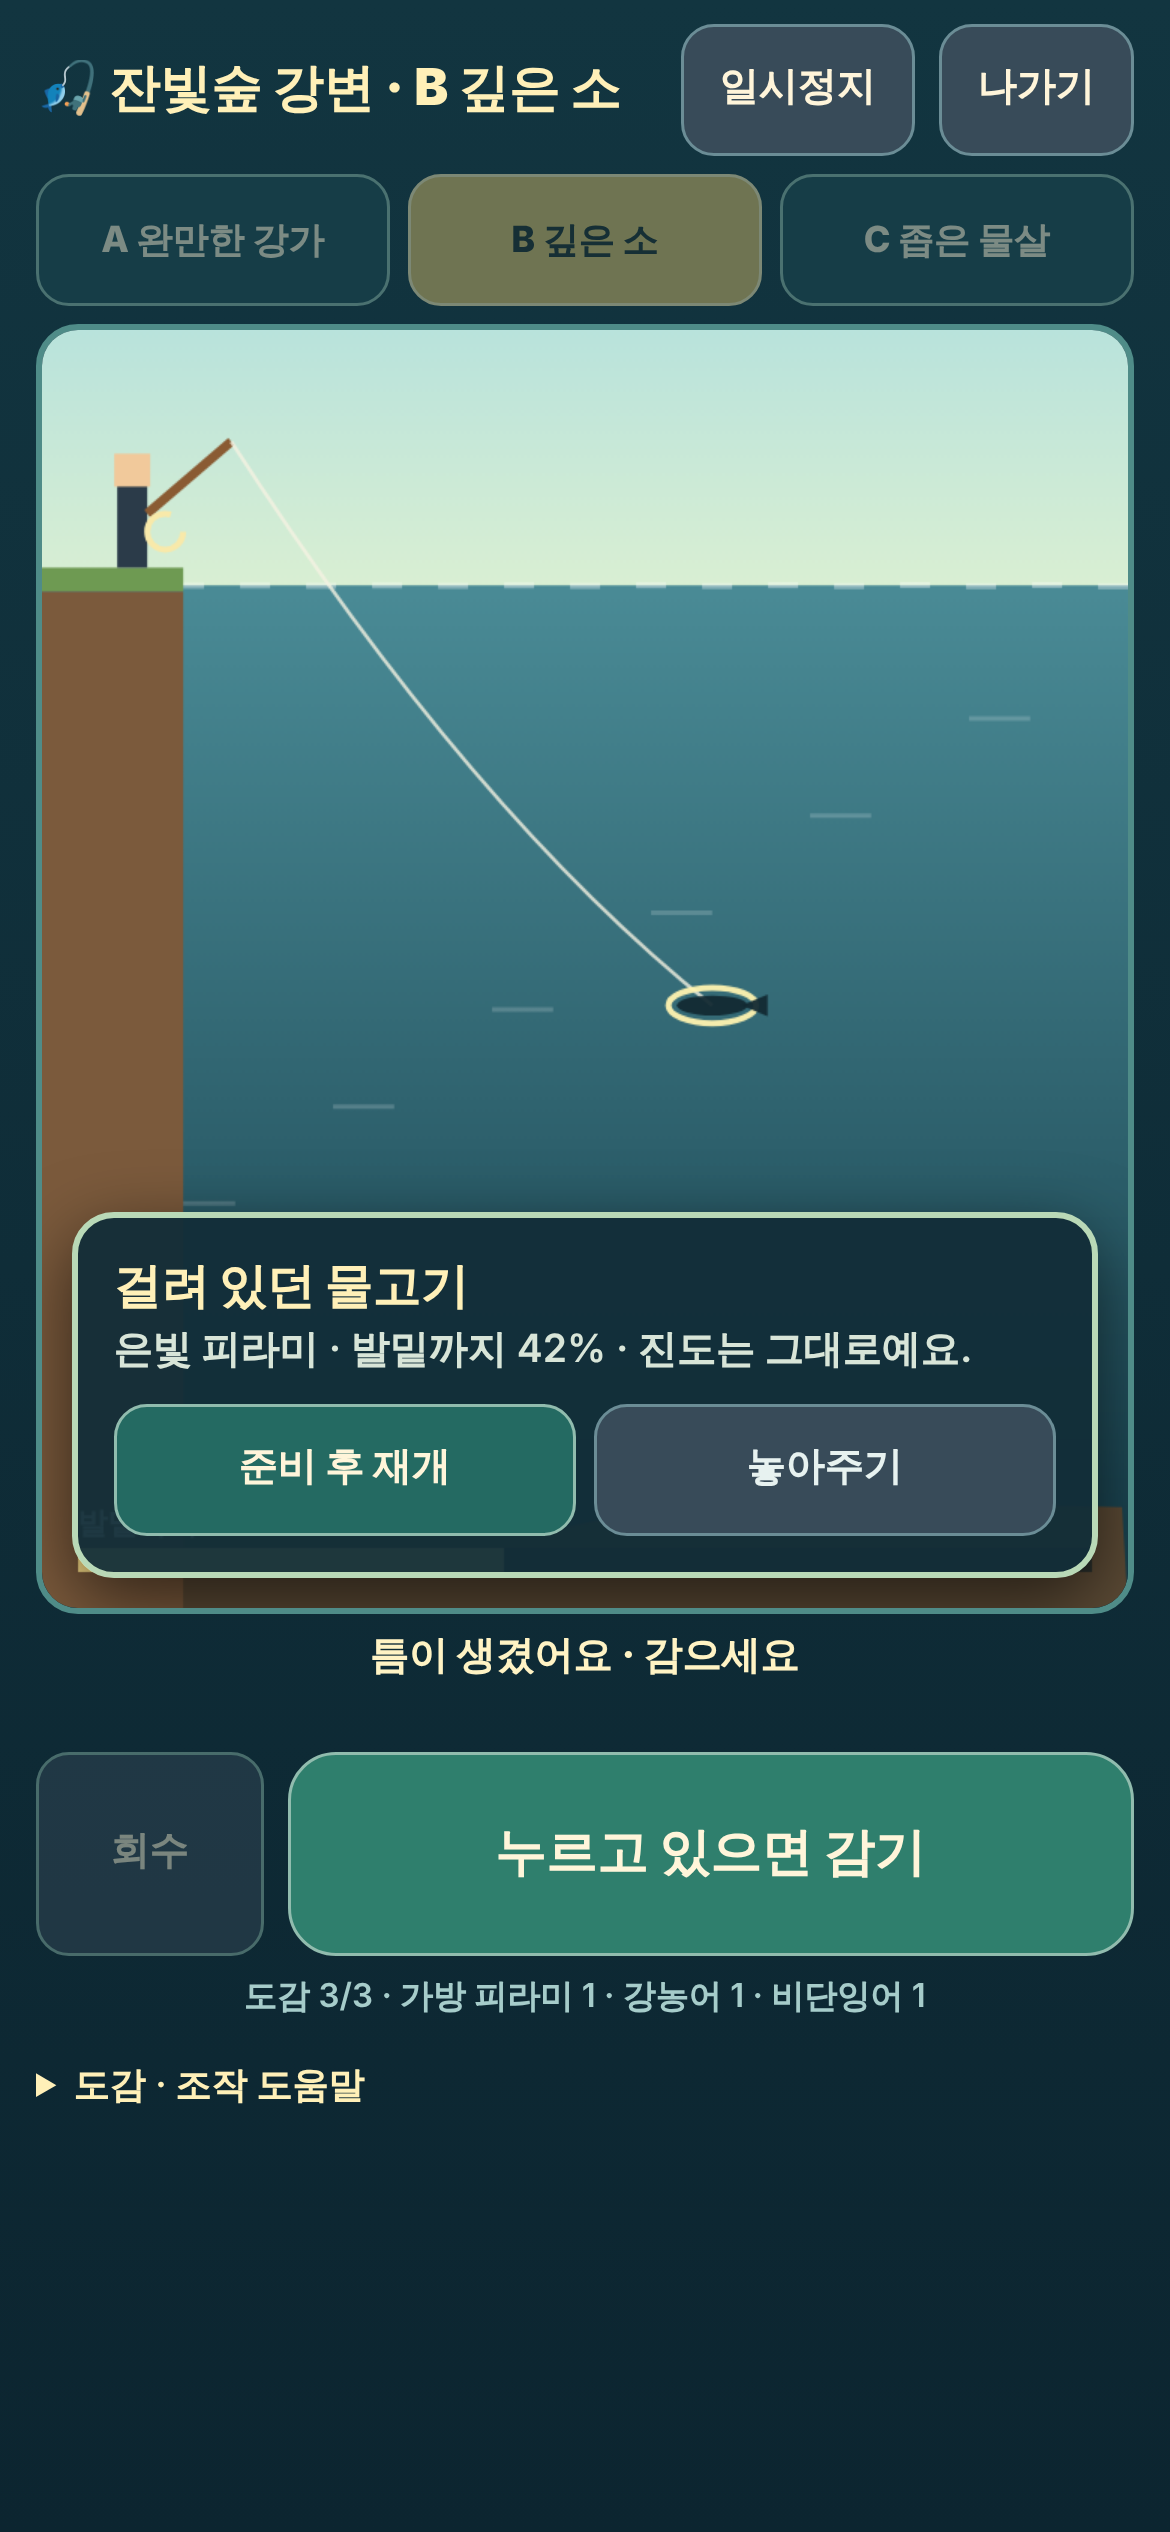 잔빛숲 강변 · B 깊은 소
일시정지
나가기
A 완만한 강가
B 깊은 소
C 좁은 물살
걸려 있던 물고기
은빛 피라미 · 발밑까지 42% · 진도는 그대로예요.
준비 후 재개
놓아주기
틈이 생겼어요 · 감으세요
회수
누르고 있으면 감기
도감 3/3 · 가방 피라미 1 · 강농어 1 · 비단잉어 1
▶ 도감 · 조작 도움말